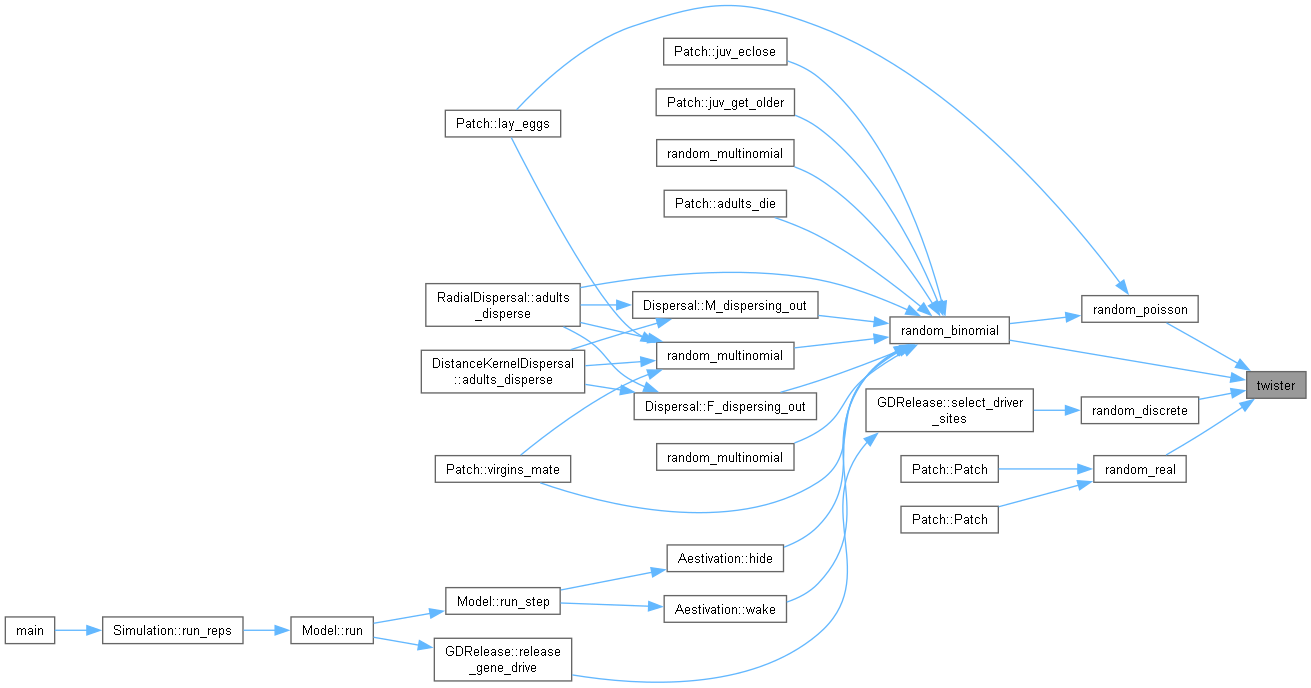 Patch::juv_eclose
Patch::juv_get_older
Patch::lay_eggs
random_multinomial
Patch::adults_die
RadialDispersal::adults
_disperse
Dispersal::M_dispersing_out
random_poisson
random_binomial
random_multinomial
DistanceKernelDispersal
::adults_disperse
twister
Dispersal::F_dispersing_out
GDRelease::select_driver
_sites
random_discrete
random_multinomial
Patch::virgins_mate
Patch::Patch
random_real
Patch::Patch
Aestivation::hide
Model::run_step
Aestivation::wake
main
Simulation::run_reps
Model::run
GDRelease::release
_gene_drive